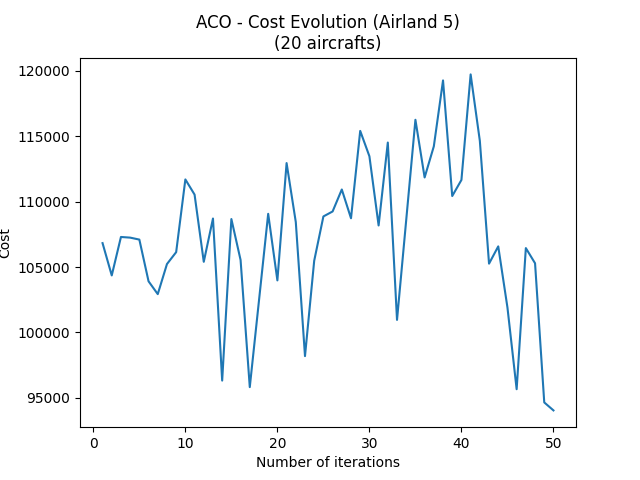 ACO - Cost Evolution (Airland 5)
(20 aircrafts)
120000
115000
110000
105000
100000
95000
Cost
0 10 20 30 40 50
Number of iterations